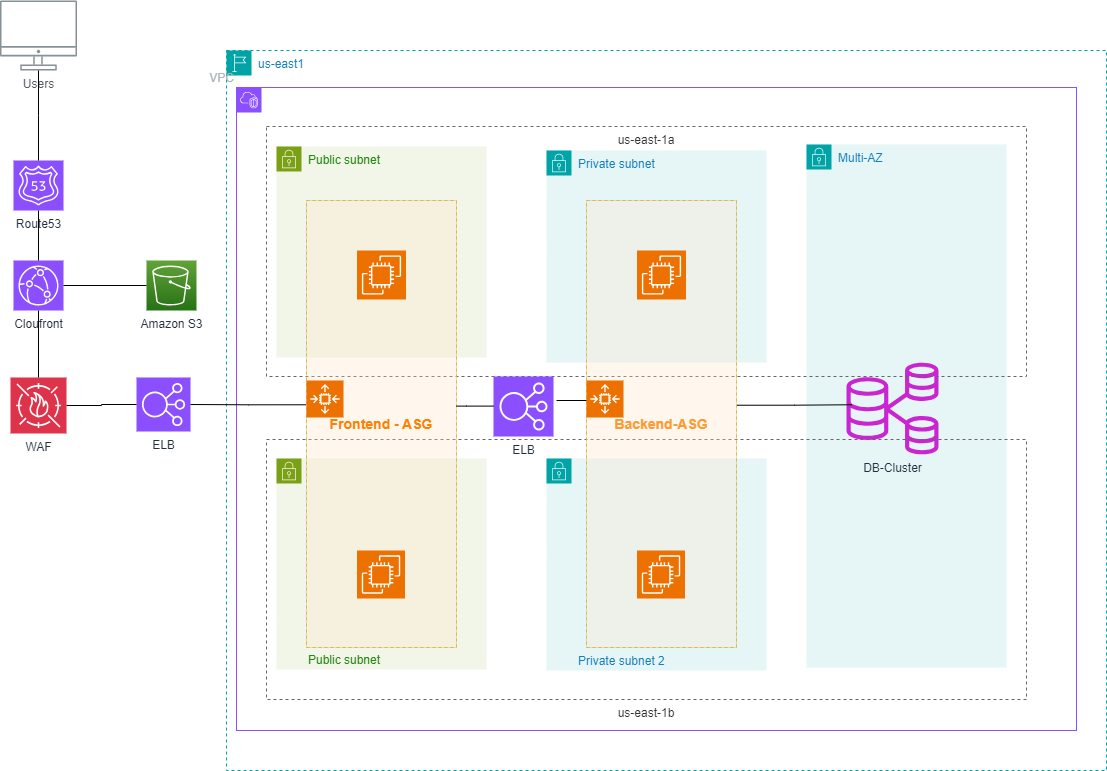 Users
us-east1
VPC
us-east-1a
Public subnet
Private subnet
Multi-AZ
53
Route53
Cloufront
Amazon S3
WAF
ELB
Frontend - ASG
ELB
Backend-ASG
DB-Cluster
Public subnet
Private subnet 2
us-east-1b